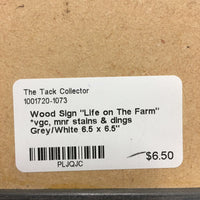 The Tack Collector
1001720-1073
Wood Sign "Life on The Farm"
*vgc, mnr stains & dings
Grey/White 6.5 x 6.5"
PLJQJC
$6.50